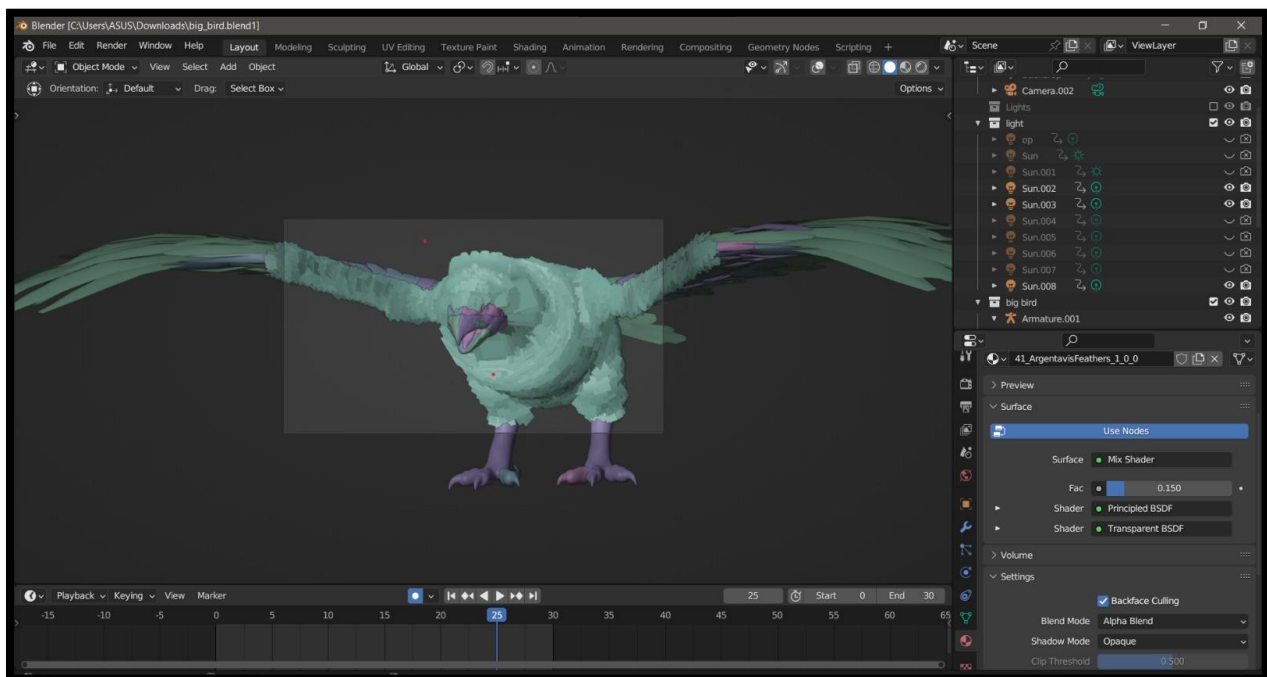 Blender [C:\Users\ASUS\Downloads\big_bird.blend1]
File Edit Render Window Help Layout Modeling Sculpting UV Editing Texture Paint Shading Animation Rendering Compositing Geometry Nodes Scripting + Scene ViewLayer
Object Mode View Select Add Object Global
Orientation: Default Drag: Select Box Options
Camera.002
Lights
light
op
Sun
Sun.001
Sun.002
Sun.003
Sun.004
Sun.005
Sun.006
Sun.007
Sun.008
big bird
Armature.001
41_ArgentavisFeathers_1_0_0
Preview
Surface
Use Nodes
Surface Mix Shader
Fac 0.150
Shader Principled BSDF
Shader Transparent BSDF
Volume
Settings
Backface Culling
Blend Mode Alpha Blend
Shadow Mode Opaque
Clip Threshold 0.500
Playback Keying View Marker 25 Start 0 End 30
-15 -10 -5 0 5 10 15 20 25 30 35 40 45 50 55 60 65